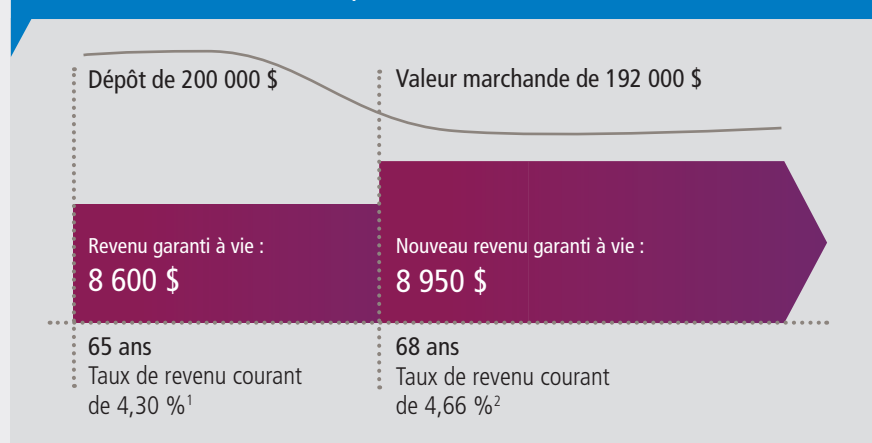 Dépôt de 200 000 $
Valeur marchande de 192 000 $
Revenu garanti à vie :
8 600 $
Nouveau revenu garanti à vie :
8 950 $
65 ans
Taux de revenu courant
de 4,30 %¹
68 ans
Taux de revenu courant
de 4,66 %²